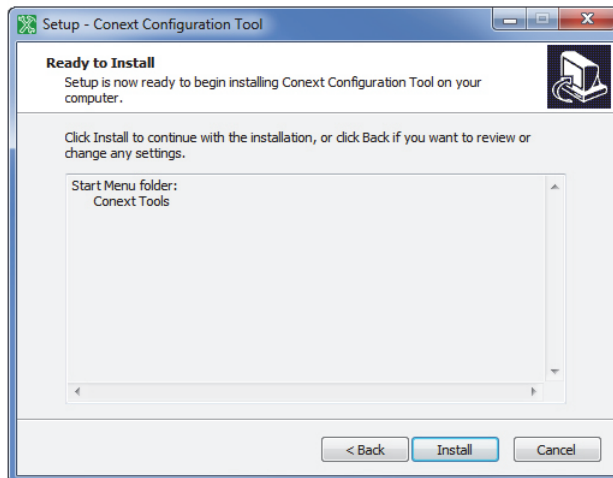 Setup - Conext Configuration Tool
Ready to Install
Setup is now ready to begin installing Conext Configuration Tool on your
computer.
Click Install to continue with the installation, or click Back if you want to review or
change any settings.
Start Menu folder:
Conext Tools
< Back
Install
Cancel